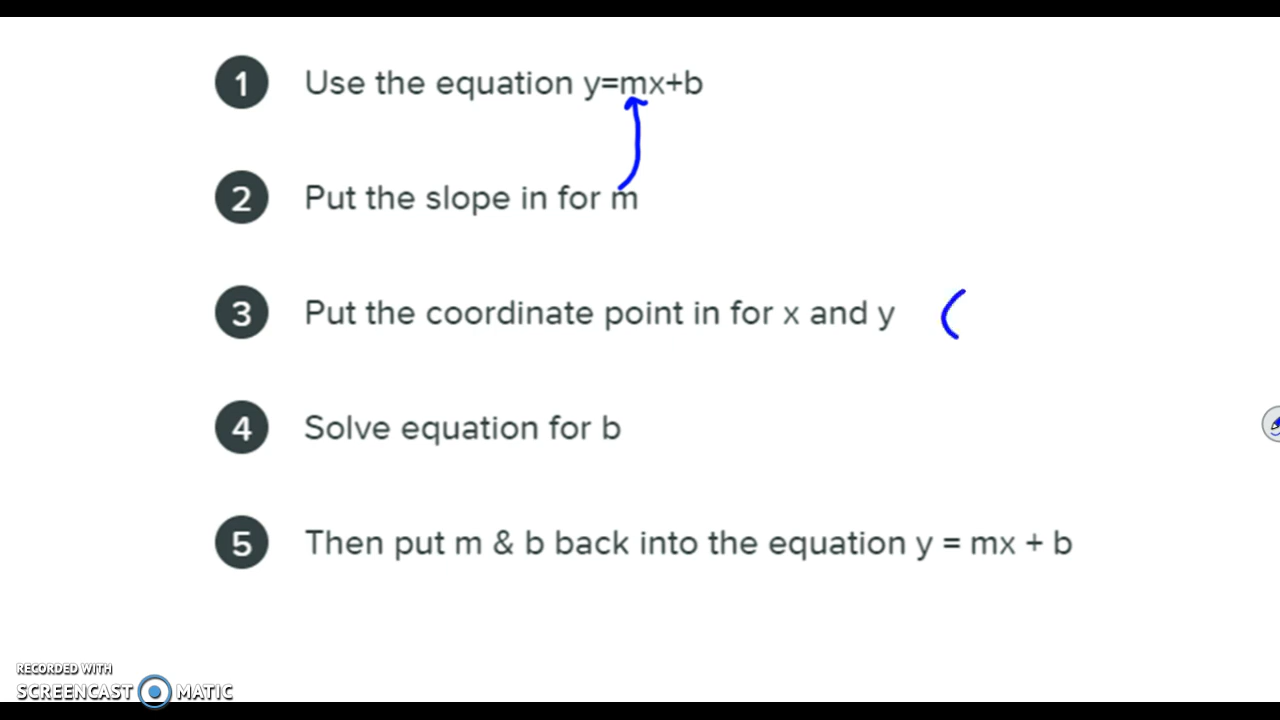 1 Use the equation y=mx+b
2 Put the slope in for m
3 Put the coordinate point in for x and y (
4 Solve equation for b
5 Then put m & b back into the equation y = mx + b
RECORDED WITH
SCREENCAST MATIC